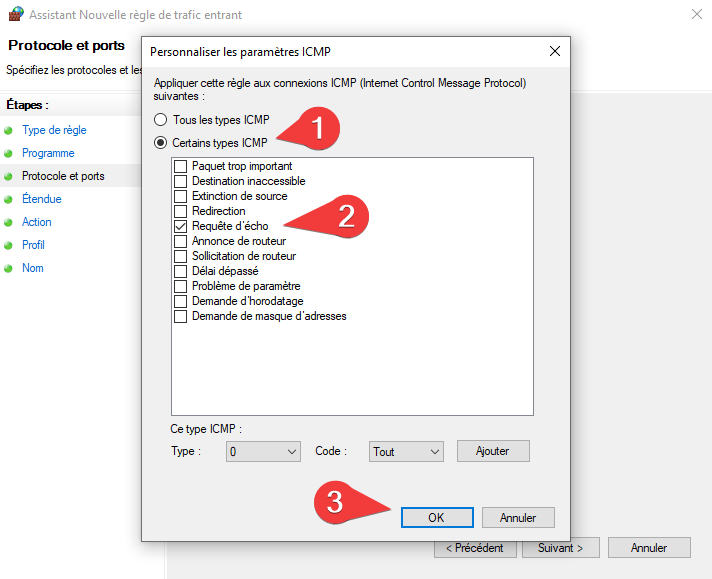 Assistant Nouvelle règle de trafic entrant
Protocole et ports
Spécifiez les protocoles et les
Étapes :
Type de règle
Programme
Protocole et ports
Étendue
Action
Profil
Nom
Personnaliser les paramètres ICMP
Appliquer cette règle aux connexions ICMP (Internet Control Message Protocol)
suivantes :
Tous les types ICMP
1
Certains types ICMP
Paquet trop important
Destination inaccessible
Extinction de source
Redirection
2
Requête d'écho
Annonce de routeur
Sollicitation de routeur
Délai dépassé
Problème de paramètre
Demande d'horodatage
Demande de masque d'adresses
Ce type ICMP :
Type : 0 Code : Tout Ajouter
3
OK Annuler
< Précédent Suivant > Annuler